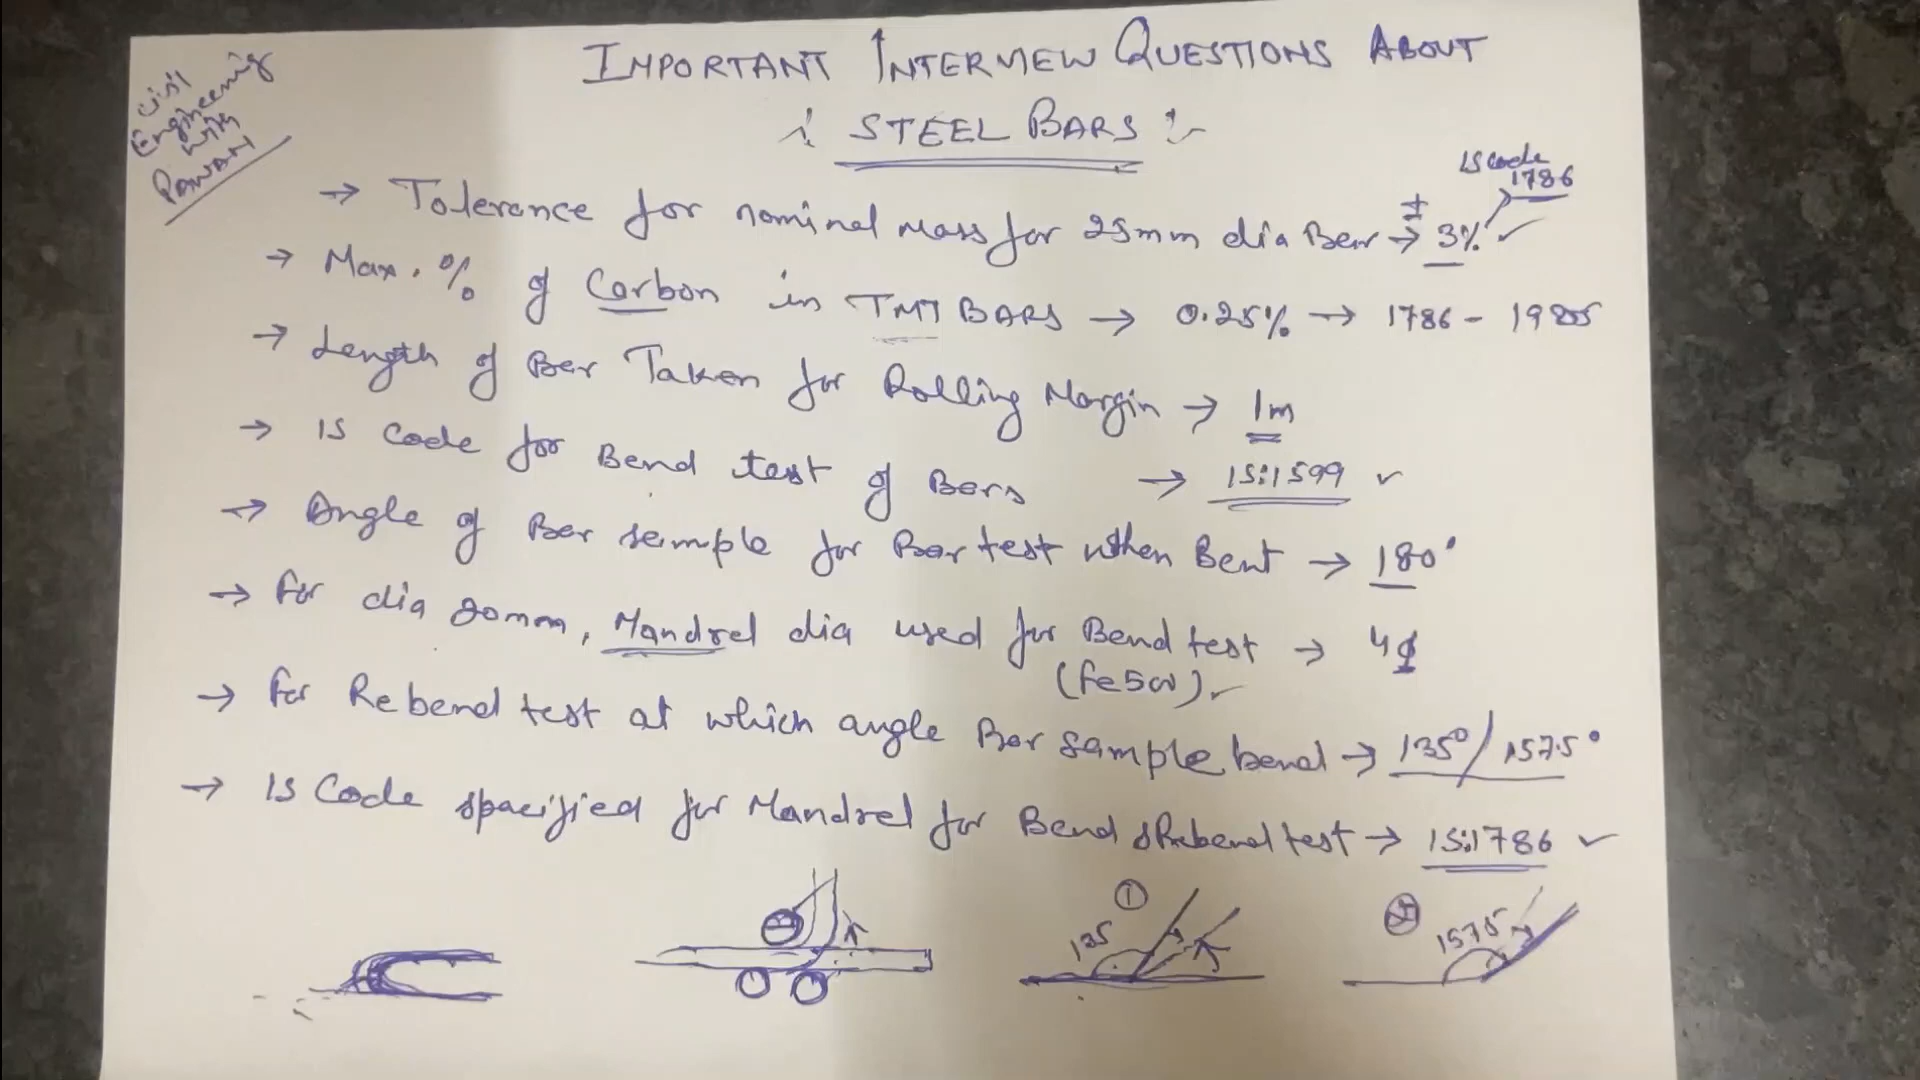 Civil
Engineering
with
PAWAN
IMPORTANT INTERVIEW QUESTIONS ABOUT
: STEEL BARS :-
IS code
1786
→ Tolerance for nominal mass for 25mm dia Bar → ± 3% ✓
→ Max. % of Carbon in TMT BARS → 0.25% → 1786 - 1985
→ Length of Bar Taken for Rolling Margin → 1m
→ IS Code for Bend test of Bars → IS:1599 ✓
→ Angle of Bar sample for Bar test when Bent → 180°
→ for dia 20mm, Mandrel dia used for Bend test → 4ϕ
(fe500) ✓
→ for Rebend test at which angle Bar sample bend → 135°/157.5°
→ IS Code specified for Mandrel for Bend & Rebend test → IS:1786 ✓
1
135
157.5